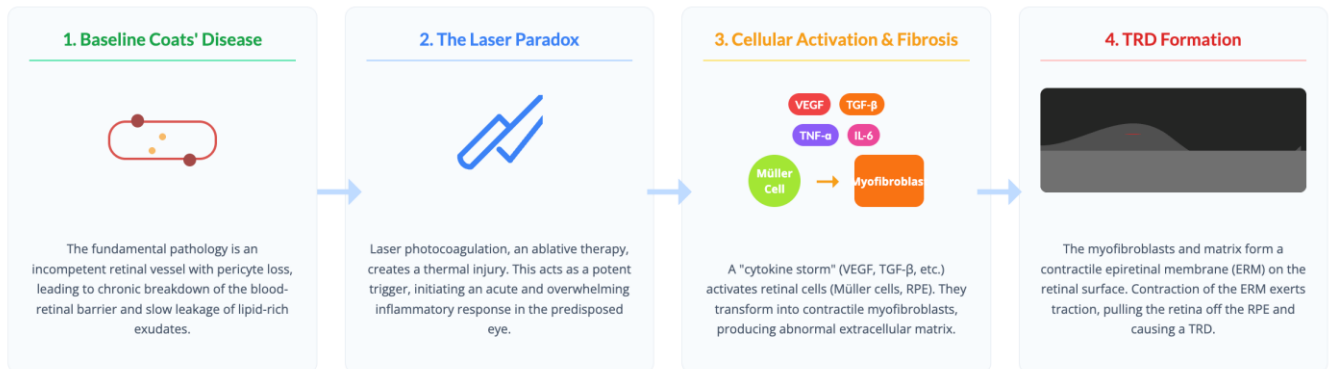 1. Baseline Coats' Disease
The fundamental pathology is an
incompetent retinal vessel with pericyte loss,
leading to chronic breakdown of the blood-
retinal barrier and slow leakage of lipid-rich
exudates.
2. The Laser Paradox
Laser photocoagulation, an ablative therapy,
creates a thermal injury. This acts as a potent
trigger, initiating an acute and overwhelming
inflammatory response in the predisposed
eye.
3. Cellular Activation & Fibrosis
VEGF TGF-β
TNF-α IL-6
Müller
Cell
Myofibroblas
A "cytokine storm" (VEGF, TGF-β, etc.)
activates retinal cells (Müller cells, RPE). They
transform into contractile myofibroblasts,
producing abnormal extracellular matrix.
4. TRD Formation
The myofibroblasts and matrix form a
contractile epiretinal membrane (ERM) on the
retinal surface. Contraction of the ERM exerts
traction, pulling the retina off the RPE and
causing a TRD.